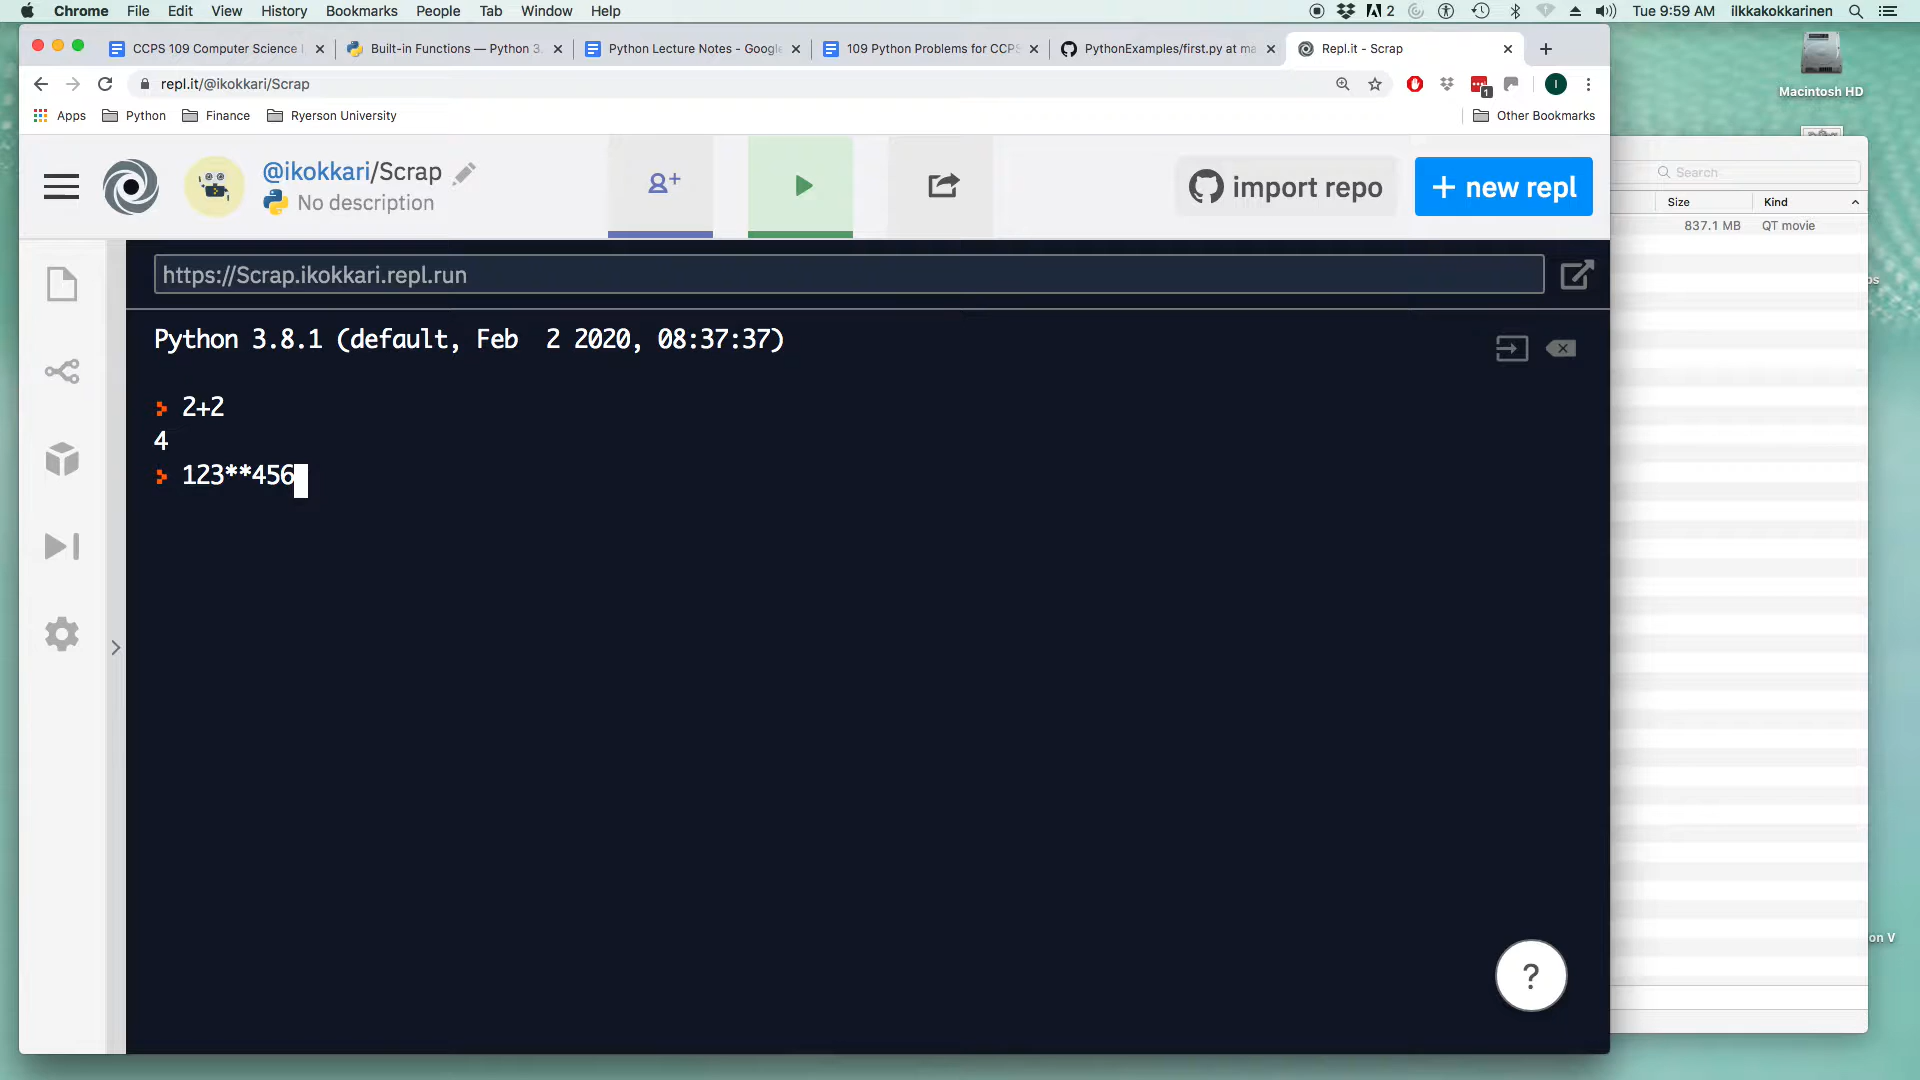 Chrome File Edit View History Bookmarks People Tab Window Help 2 Tue 9:59 AM ilkkakokkarinen
CCPS 109 Computer Science Built-in Functions — Python 3. Python Lecture Notes - Google 109 Python Problems for CCPS PythonExamples/first.py at ma Repl.it - Scrap
repl.it/@ikokkari/Scrap 1 I
Apps Python Finance Ryerson University Other Bookmarks
Macintosh HD
@ikokkari/Scrap
No description
import repo
+ new repl
Search
Size Kind
837.1 MB QT movie
https://Scrap.ikokkari.repl.run
Python 3.8.1 (default, Feb  2 2020, 08:37:37)
2+2
4
123**456
on V
?